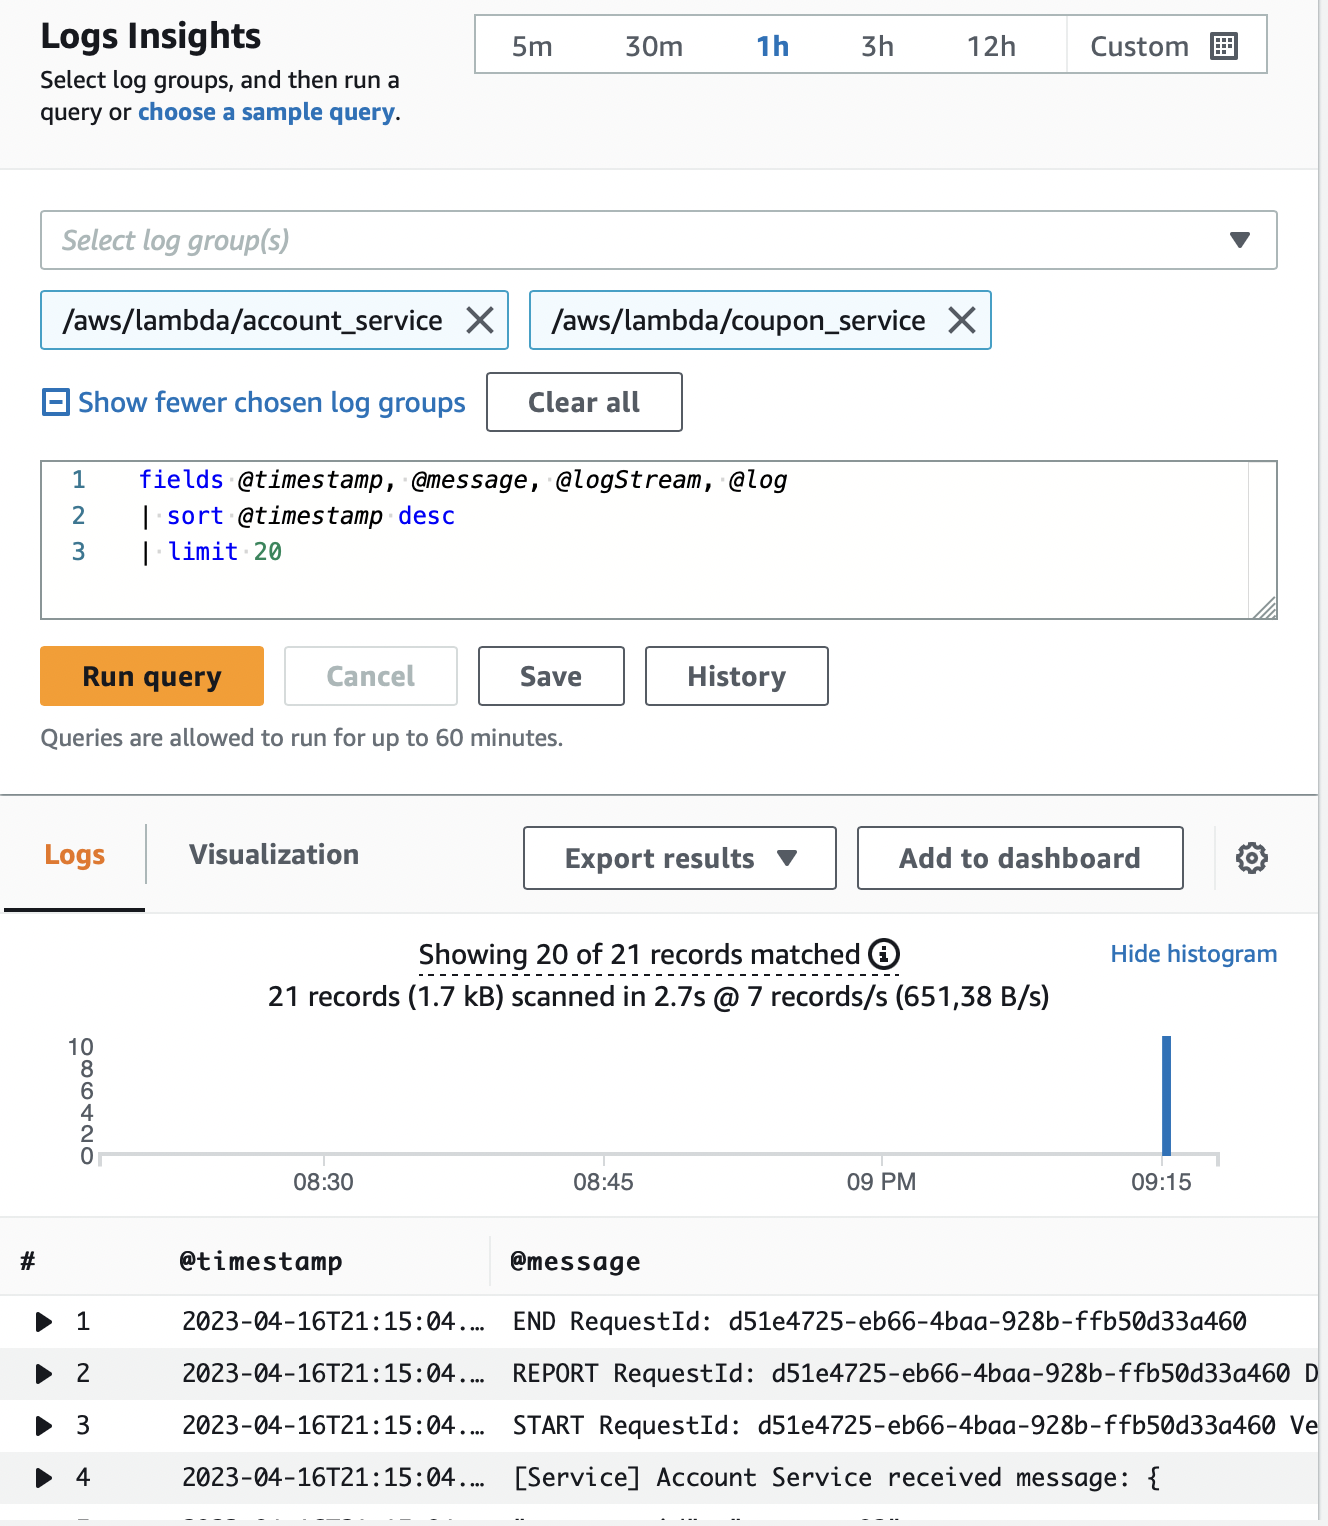 Logs Insights
Select log groups, and then run a
query or choose a sample query.
5m 30m 1h 3h 12h Custom
Select log group(s)
/aws/lambda/account_service /aws/lambda/coupon_service
Show fewer chosen log groups Clear all
1 fields @timestamp, @message, @logStream, @log
2 | sort @timestamp desc
3 | limit 20
Run query Cancel Save History
Queries are allowed to run for up to 60 minutes.
Logs Visualization Export results Add to dashboard
Showing 20 of 21 records matched Hide histogram
21 records (1.7 kB) scanned in 2.7s @ 7 records/s (651,38 B/s)
10
8
6
4
2
0
08:30 08:45 09 PM 09:15
# @timestamp @message
1 2023-04-16T21:15:04.… END RequestId: d51e4725-eb66-4baa-928b-ffb50d33a460
2 2023-04-16T21:15:04.… REPORT RequestId: d51e4725-eb66-4baa-928b-ffb50d33a460 D
3 2023-04-16T21:15:04.… START RequestId: d51e4725-eb66-4baa-928b-ffb50d33a460 Ve
4 2023-04-16T21:15:04.… [Service] Account Service received message: {